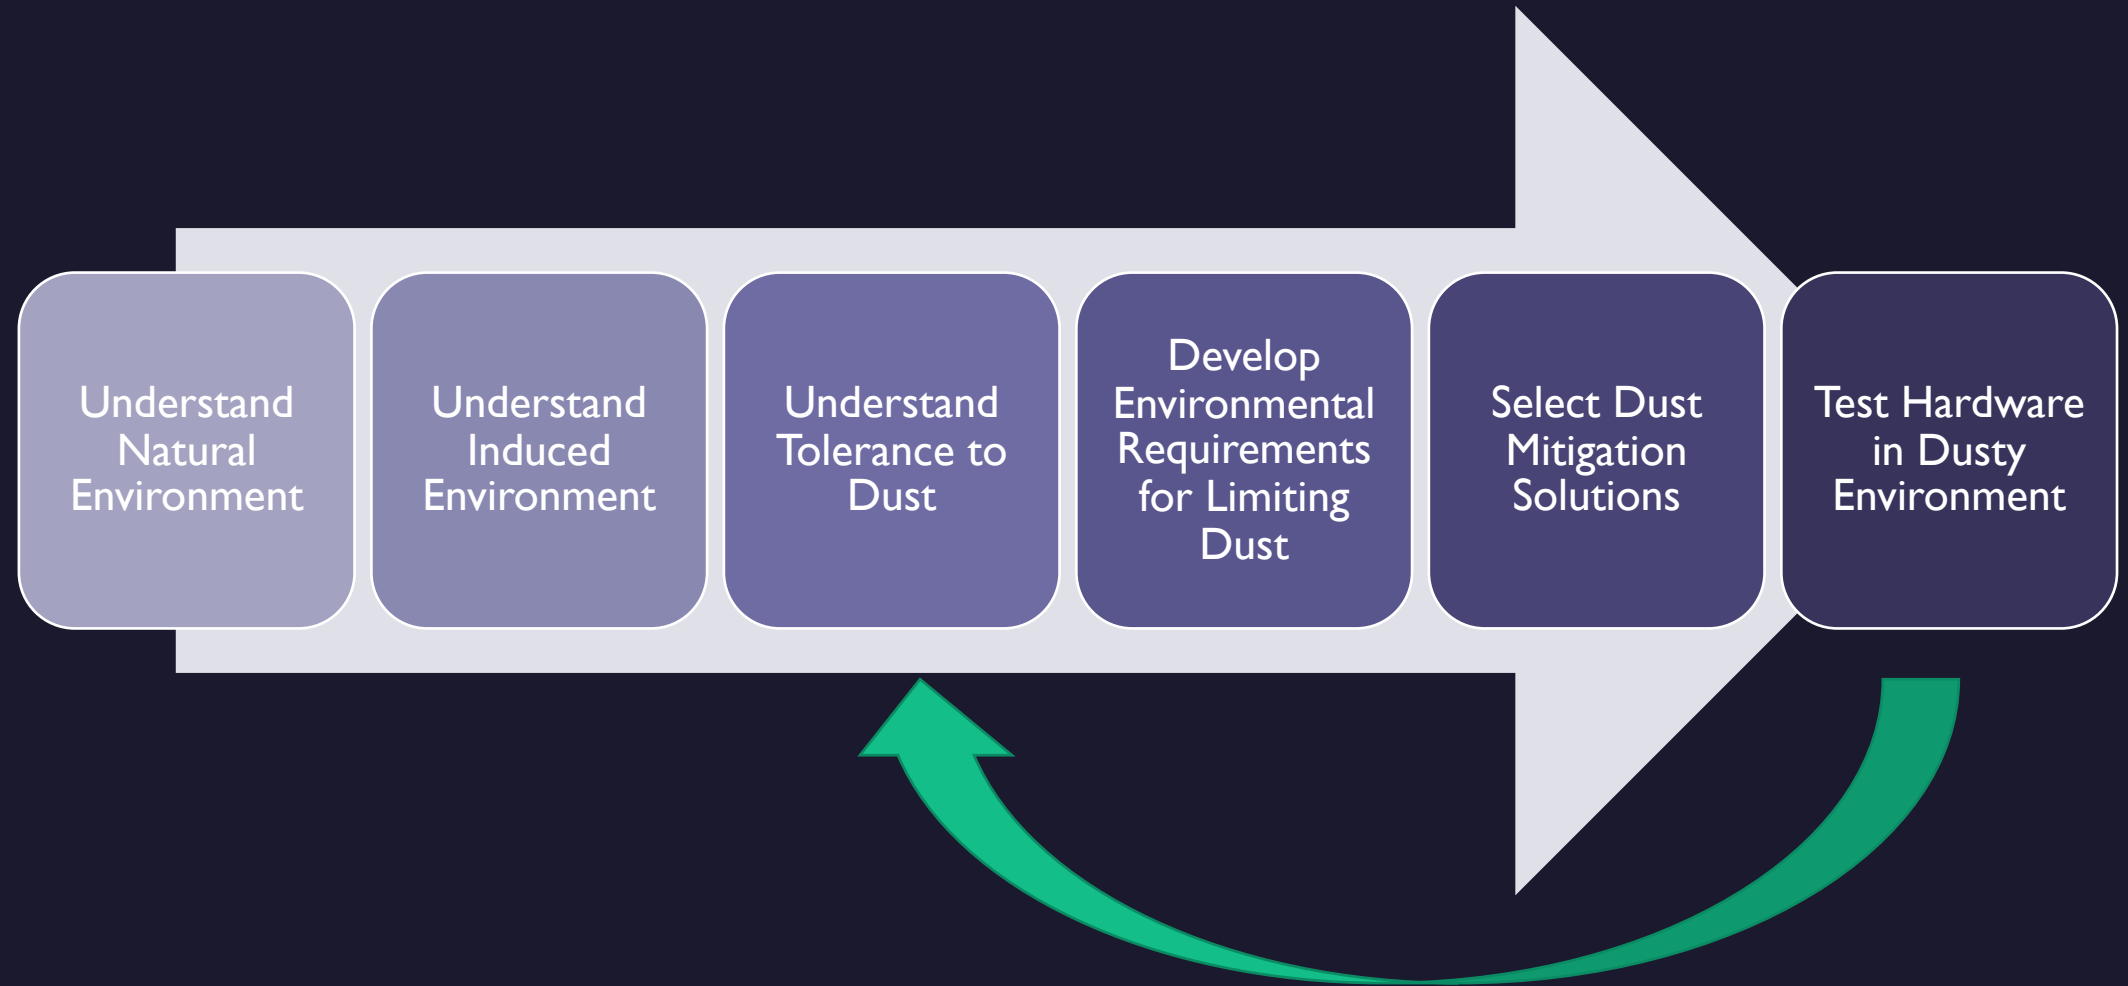 Understand
Natural
Environment
Understand
Induced
Environment
Understand
Tolerance to
Dust
Develop
Environmental
Requirements
for Limiting
Dust
Select Dust
Mitigation
Solutions
Test Hardware
in Dusty
Environment